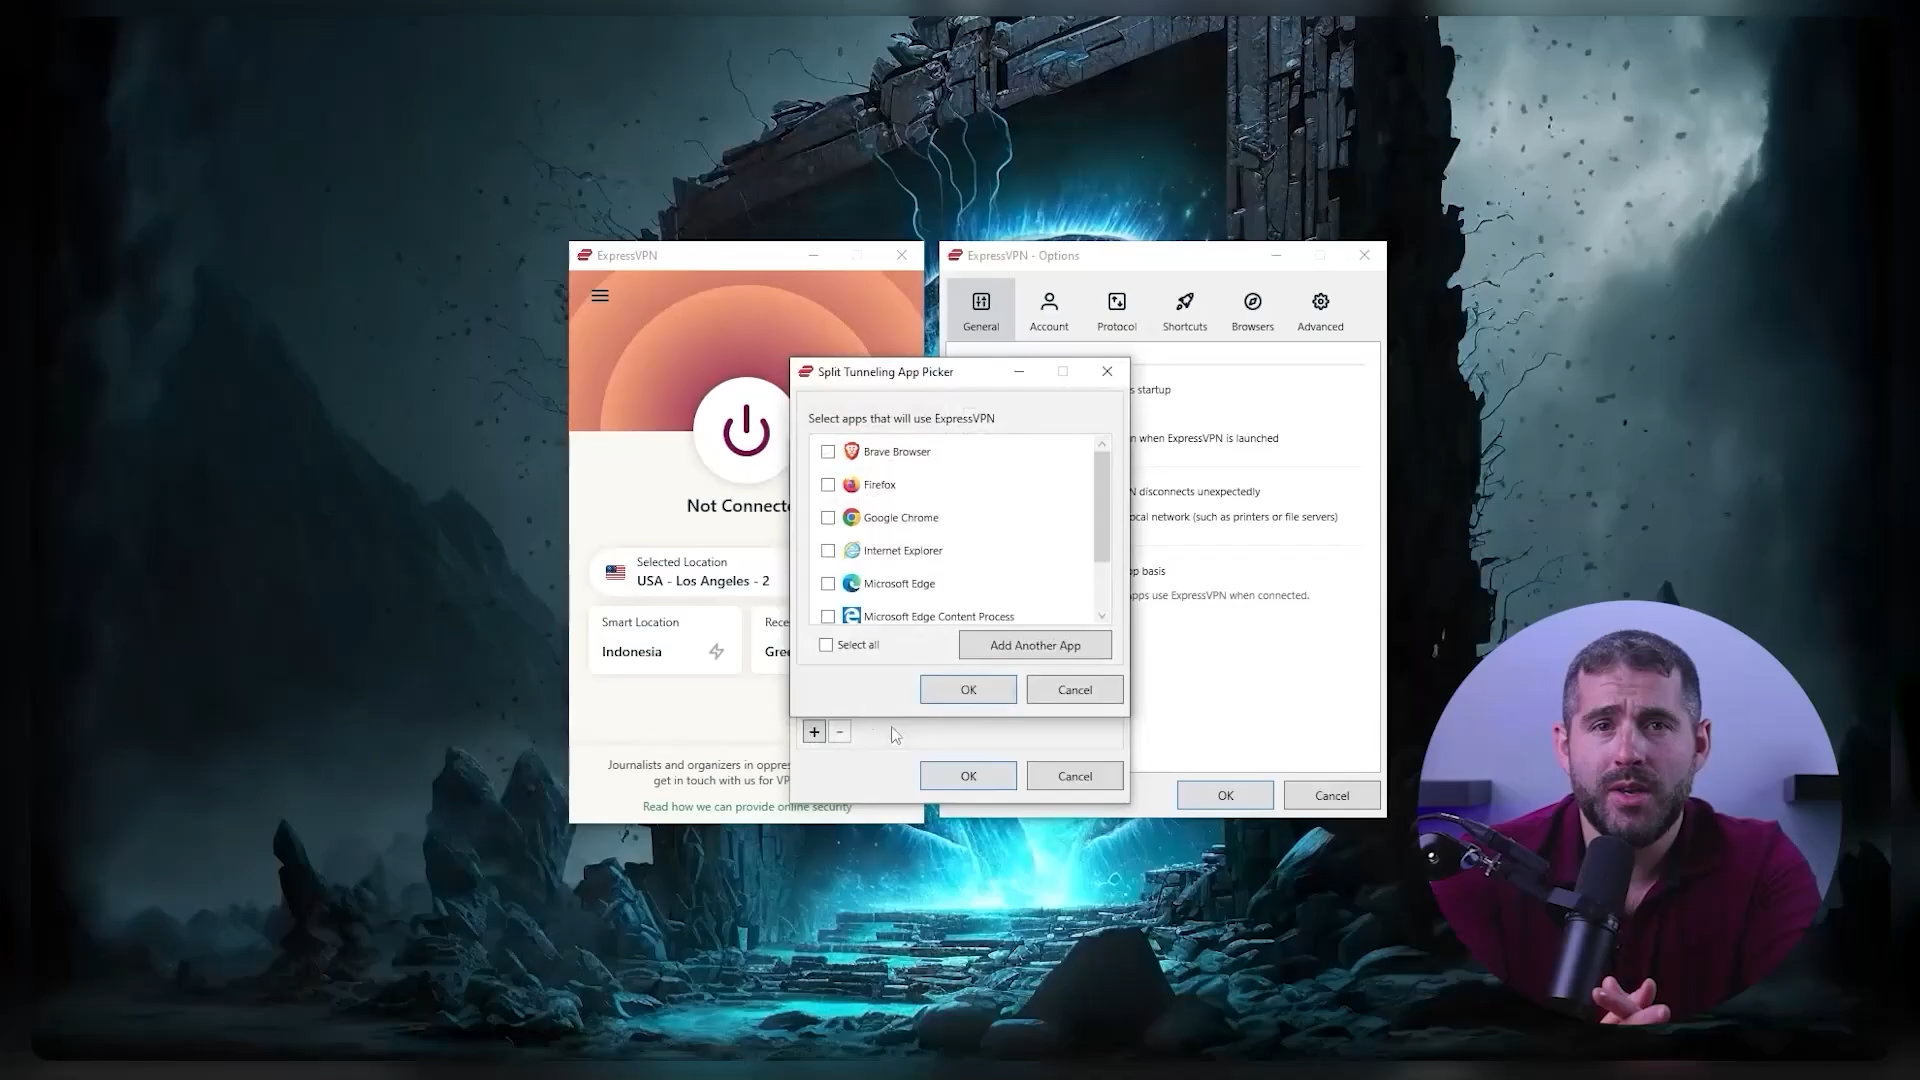 ExpressVPN
Not Connecte
Selected Location
USA - Los Angeles - 2
Smart Location
Indonesia
Rece
Gre
Journalists and organizers in oppres
get in touch with us for VP
Read how we can provide online security
ExpressVPN - Options
General
Account
Protocol
Shortcuts
Browsers
Advanced
s startup
n when ExpressVPN is launched
N disconnects unexpectedly
ocal network (such as printers or file servers)
pp basis
apps use ExpressVPN when connected.
OK
Cancel
Split Tunneling App Picker
Select apps that will use ExpressVPN
Brave Browser
Firefox
Google Chrome
Internet Explorer
Microsoft Edge
Microsoft Edge Content Process
Select all
Add Another App
OK
Cancel
OK
Cancel